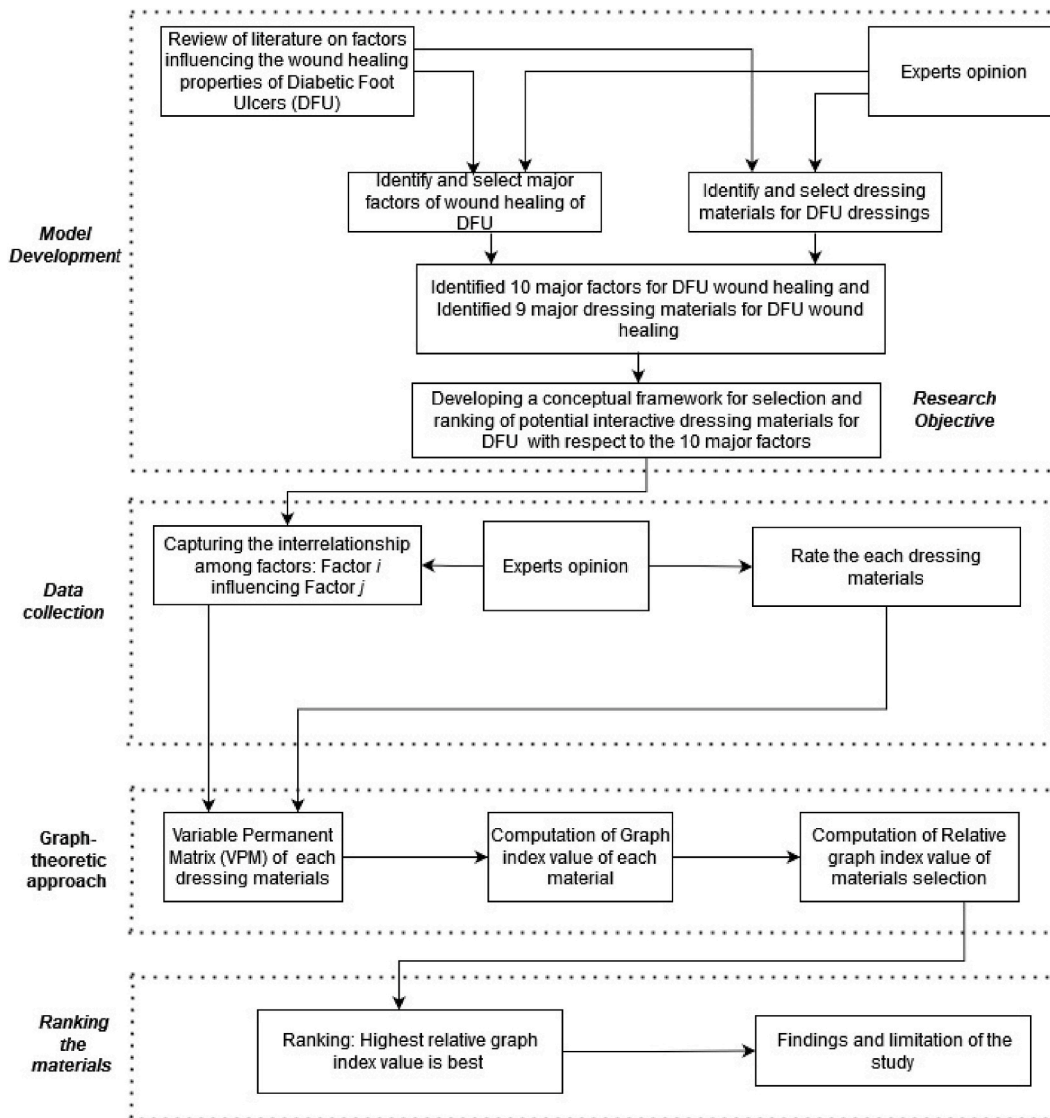 Review of literature on factors
influencing the wound healing
properties of Diabetic Foot
Ulcers (DFU)
Experts opinion
Identify and select major
factors of wound healing of
DFU
Identify and select dressing
materials for DFU dressings
Model
Development
Identified 10 major factors for DFU wound healing and
Identified 9 major dressing materials for DFU wound
healing
Developing a conceptual framework for selection and
ranking of potential interactive dressing materials for
DFU with respect to the 10 major factors
Research
Objective
Data
collection
Capturing the interrelationship
among factors: Factor i
influencing Factor j
Experts opinion
Rate the each dressing
materials
Graph-
theoretic
approach
Variable Permanent
Matrix (VPM) of each
dressing materials
Computation of Graph
index value of each
material
Computation of Relative
graph index value of
materials selection
Ranking
the
materials
Ranking: Highest relative graph
index value is best
Findings and limitation of the
study